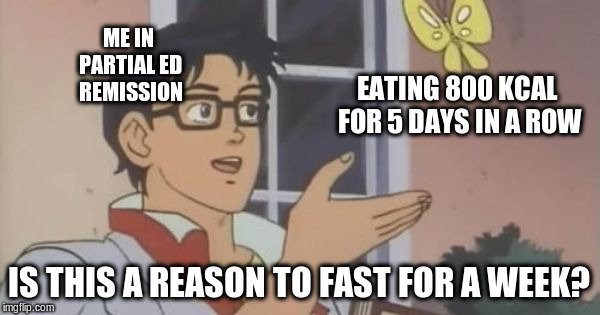 ME IN
PARTIAL ED
REMISSION
EATING 800 KCAL
FOR 5 DAYS IN A ROW
IS THIS A REASON TO FAST FOR A WEEK?
imgflip.com